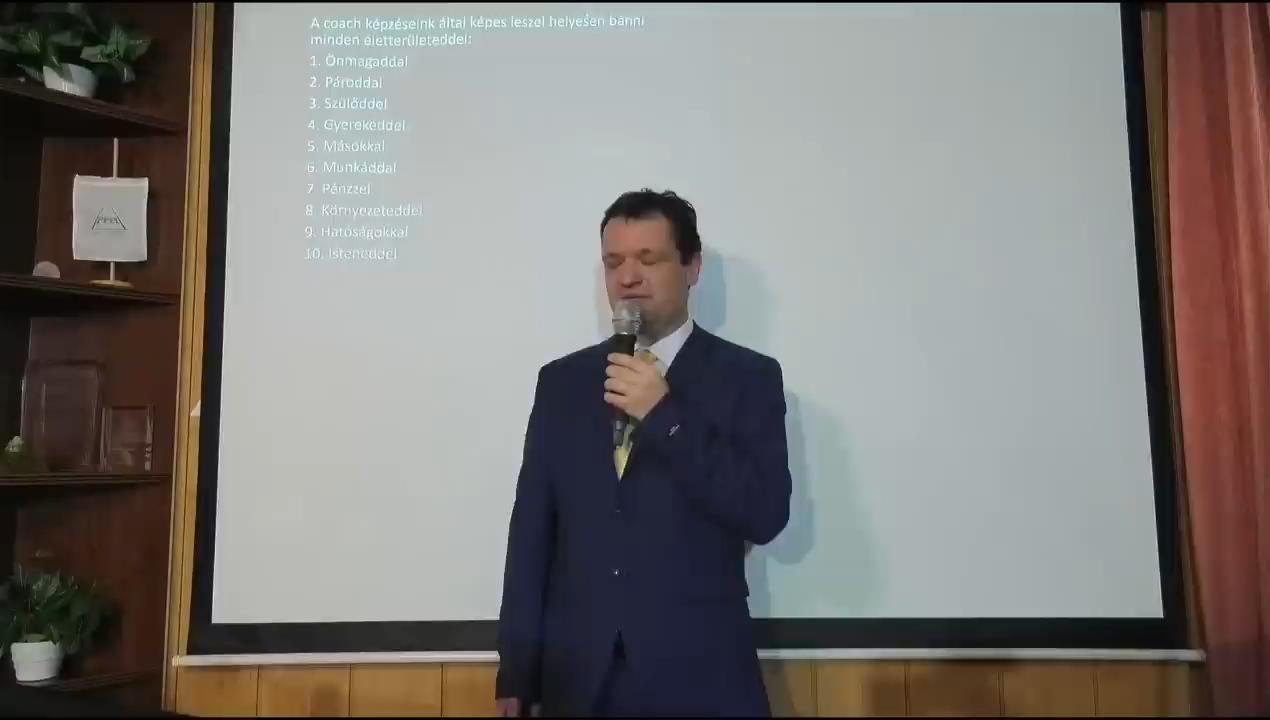 A coach képzéseink által képes leszel helyesen bánni
minden életterületeddel:
1. Önmagaddal
2. Pároddal
3. Szülőddel
4. Gyerekeddel
5. Másokkal
6. Munkáddal
7. Pénzzel
8. Környezeteddel
9. Hatóságokkal
10. Isteneddel